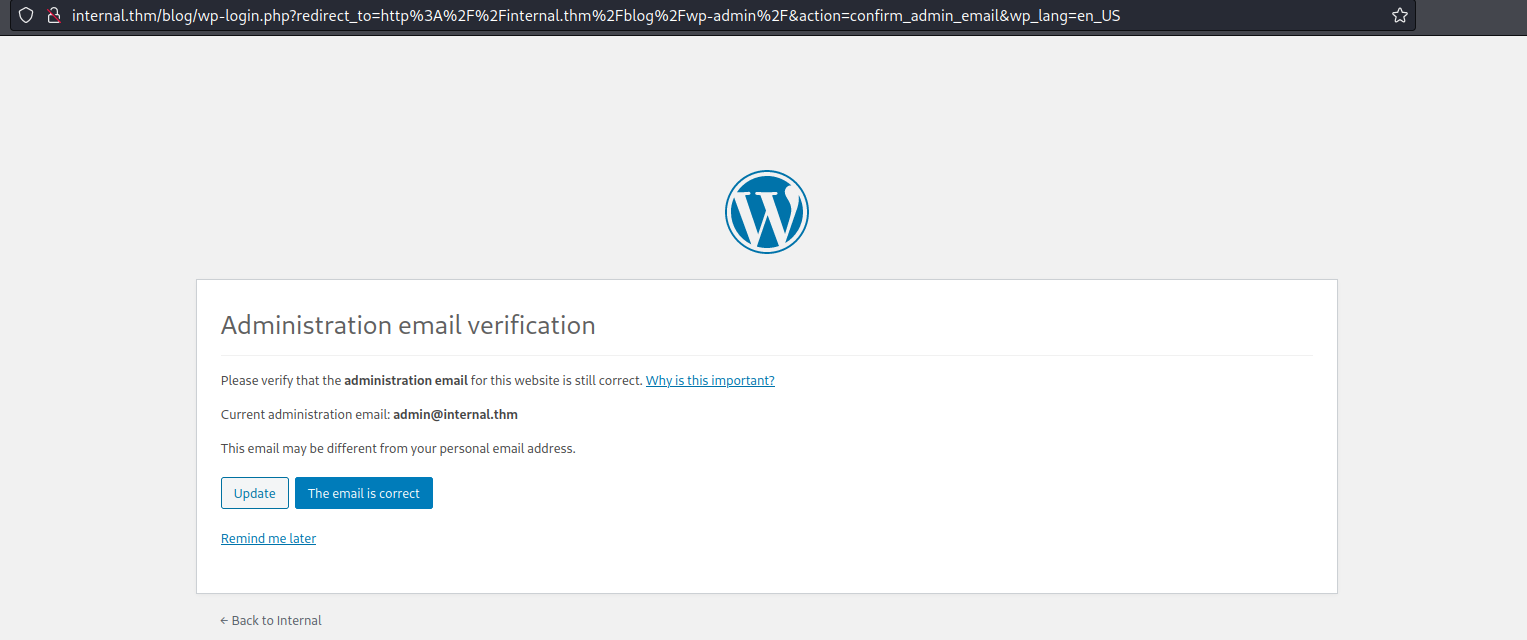 internal.thm/blog/wp-login.php?redirect_to=http%3A%2F%2Finternal.thm%2Fblog%2Fwp-admin%2F&action=confirm_admin_email&wp_lang=en_US
Administration email verification
Please verify that the administration email for this website is still correct. Why is this important?
Current administration email: admin@internal.thm
This email may be different from your personal email address.
Update The email is correct
Remind me later
← Back to Internal